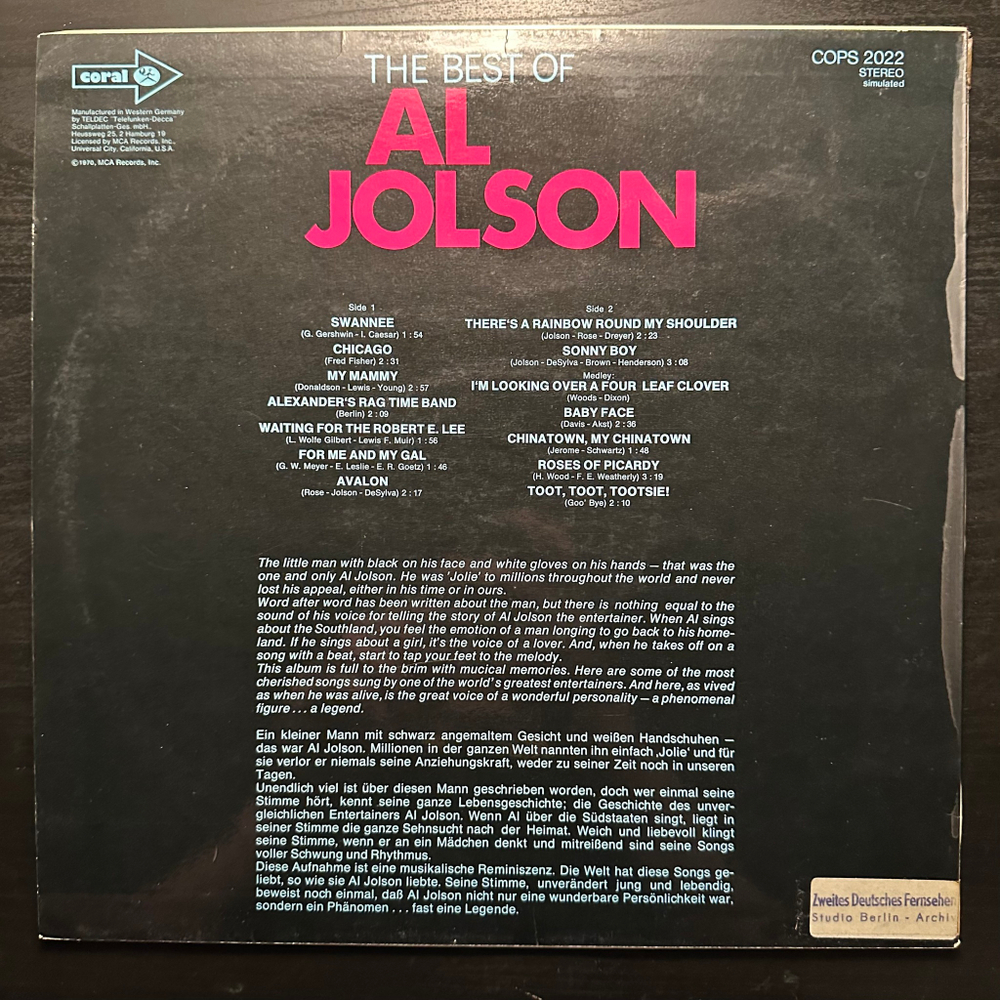 coral
Manufactured in Western Germany
by TELDEC "Telefunken-Decca"
Schallplatten-Ges. mbH.,
Heussweg 25, 2 Hamburg 19
Licensed by MCA Records, Inc.,
Universal City, California, U.S.A.
©1970, MCA Records, Inc.
THE BEST OF
AL
JOLSON
COPS 2022
STEREO
simulated
Side 1
SWANNEE
(G. Gershwin - I. Caesar) 1 : 54
CHICAGO
(Fred Fisher) 2 : 31
MY MAMMY
(Donaldson - Lewis - Young) 2 : 57
ALEXANDER'S RAG TIME BAND
(Berlin) 2 : 09
WAITING FOR THE ROBERT E. LEE
(L. Wolfe Gilbert - Lewis F. Muir) 1 : 56
FOR ME AND MY GAL
(G. W. Meyer - E. Leslie - E. R. Goetz) 1 : 46
AVALON
(Rose - Jolson - DeSylva) 2 : 17
Side 2
THERE'S A RAINBOW ROUND MY SHOULDER
(Jolson - Rose - Dreyer) 2 : 23
SONNY BOY
(Jolson - DeSylva - Brown - Henderson) 3 : 08
Medley:
I'M LOOKING OVER A FOUR LEAF CLOVER
(Woods - Dixon)
BABY FACE
(Davis - Akst) 2 : 36
CHINATOWN, MY CHINATOWN
(Jerome - Schwartz) 1 : 48
ROSES OF PICARDY
(H. Wood - F. E. Weatherly) 3 : 19
TOOT, TOOT, TOOTSIE!
(Goo' Bye) 2 : 10
The little man with black on his face and white gloves on his hands — that was the
one and only Al Jolson. He was 'Jolie' to millions throughout the world and never
lost his appeal, either in his time or in ours.
Word after word has been written about the man, but there is nothing equal to the
sound of his voice for telling the story of Al Jolson the entertainer. When Al sings
about the Southland, you feel the emotion of a man longing to go back to his home-
land. If he sings about a girl, it's the voice of a lover. And, when he takes off on a
song with a beat, start to tap your feet to the melody.
This album is full to the brim with mucical memories. Here are some of the most
cherished songs sung by one of the world's greatest entertainers. And here, as vived
as when he was alive, is the great voice of a wonderful personality — a phenomenal
figure . . . a legend.
Ein kleiner Mann mit schwarz angemaltem Gesicht und weißen Handschuhen —
das war Al Jolson. Millionen in der ganzen Welt nannten ihn einfach ‚Jolie' und für
sie verlor er niemals seine Anziehungskraft, weder zu seiner Zeit noch in unseren
Tagen.
Unendlich viel ist über diesen Mann geschrieben worden, doch wer einmal seine
Stimme hört, kennt seine ganze Lebensgeschichte; die Geschichte des unver-
gleichlichen Entertainers Al Jolson. Wenn Al über die Südstaaten singt, liegt in
seiner Stimme die ganze Sehnsucht nach der Heimat. Weich und liebevoll klingt
seine Stimme, wenn er an ein Mädchen denkt und mitreißend sind seine Songs
voller Schwung und Rhythmus.
Diese Aufnahme ist eine musikalische Reminiszenz. Die Welt hat diese Songs ge-
liebt, so wie sie Al Jolson liebte. Seine Stimme, unverändert jung und lebendig,
beweist noch einmal, daß Al Jolson nicht nur eine wunderbare Persönlichkeit war,
sondern ein Phänomen . . . fast eine Legende.
Zweites Deutsches Fernsehen
Studio Berlin - Archiv